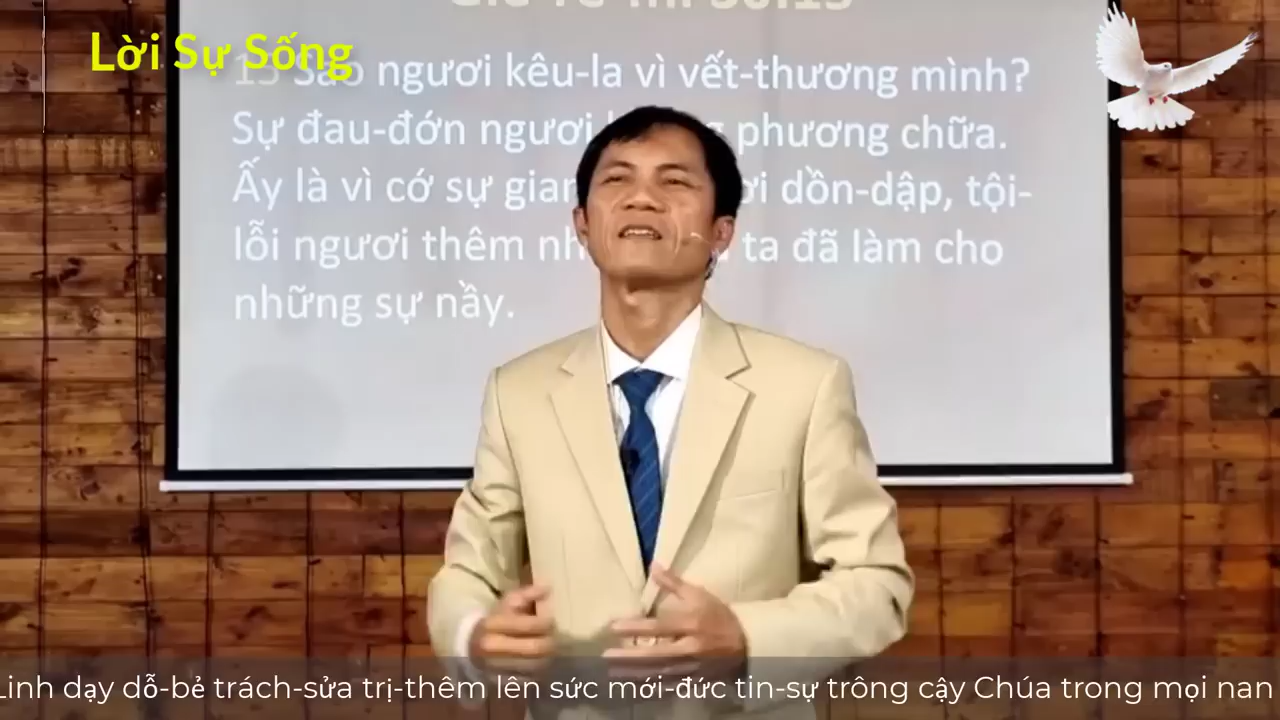 Lời Sự Sống
ngươi kêu-la vì vết-thương mình?
Sự đau-đớn ngươi phương chữa.
Ấy là vì cớ sự gian dồn-dập, tội-
lỗi ngươi thêm ta đã làm cho
những sự nầy.
Linh dạy dỗ-bẻ trách-sửa trị-thêm lên sức mới-đức tin-sự trông cậy Chúa trong mọi nan